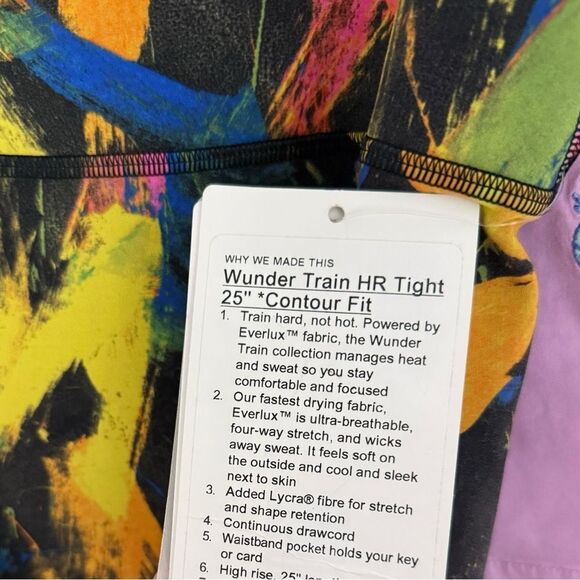 WHY WE MADE THIS
Wunder Train HR Tight
25" *Contour Fit
1. Train hard, not hot. Powered by
Everlux™ fabric, the Wunder
Train collection manages heat
and sweat so you stay
comfortable and focused
2. Our fastest drying fabric,
Everlux™ is ultra-breathable,
four-way stretch, and wicks
away sweat. It feels soft on
the outside and cool and sleek
next to skin
3. Added Lycra® fibre for stretch
and shape retention
4. Continuous drawcord
5. Waistband pocket holds your key
or card
6. High rise, 25"